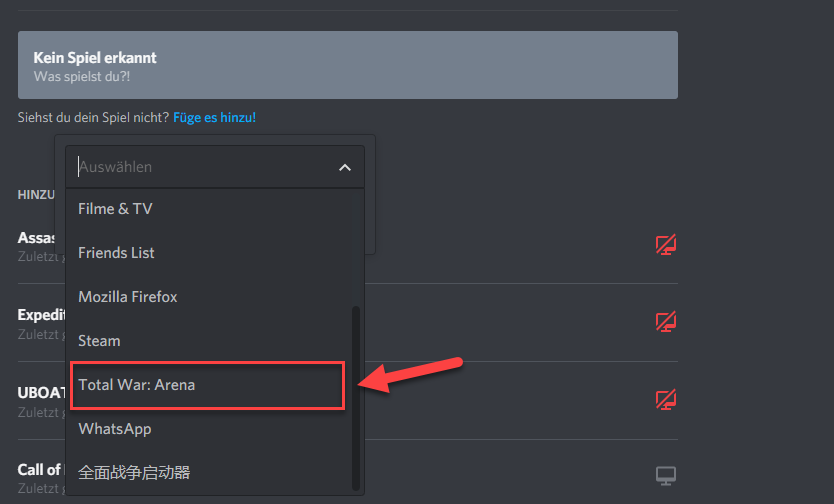 Kein Spiel erkannt
Was spielst du?!
Siehst du dein Spiel nicht? Füge es hinzu!
Auswählen
HINZU
Filme & TV
Assas
Zuletzt g
Friends List
Mozilla Firefox
Expedit
Zuletzt g
Steam
Total War: Arena
UBOAT
Zuletzt g
WhatsApp
Call of
Zuletzt g
全面战争启动器